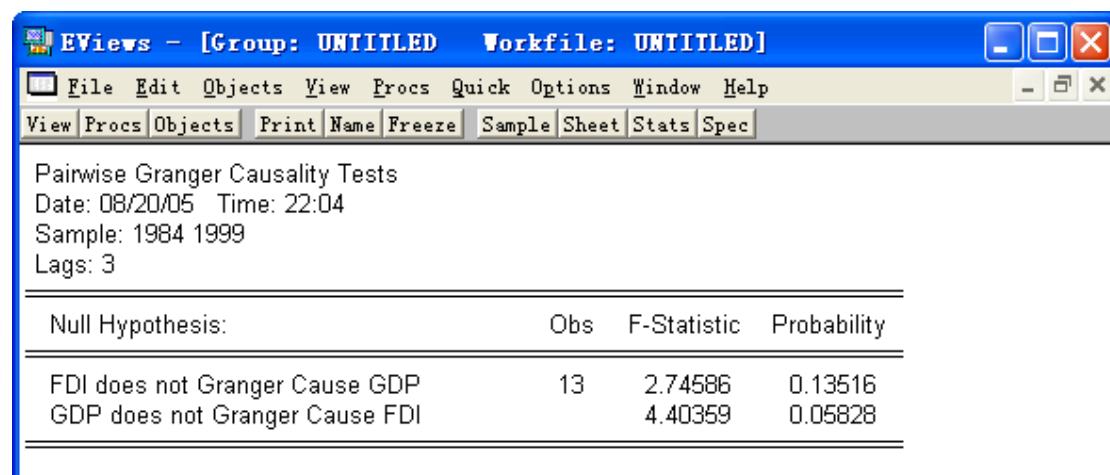 EViews - [Group: UNTITLED Workfile: UNTITLED]
File Edit Objects View Procs Quick Options Window Help
View Procs Objects Print Name Freeze Sample Sheet Stats Spec
Pairwise Granger Causality Tests
Date: 08/20/05 Time: 22:04
Sample: 1984 1999
Lags: 3
Null Hypothesis: Obs F-Statistic Probability
FDI does not Granger Cause GDP 13 2.74586 0.13516
GDP does not Granger Cause FDI 4.40359 0.05828